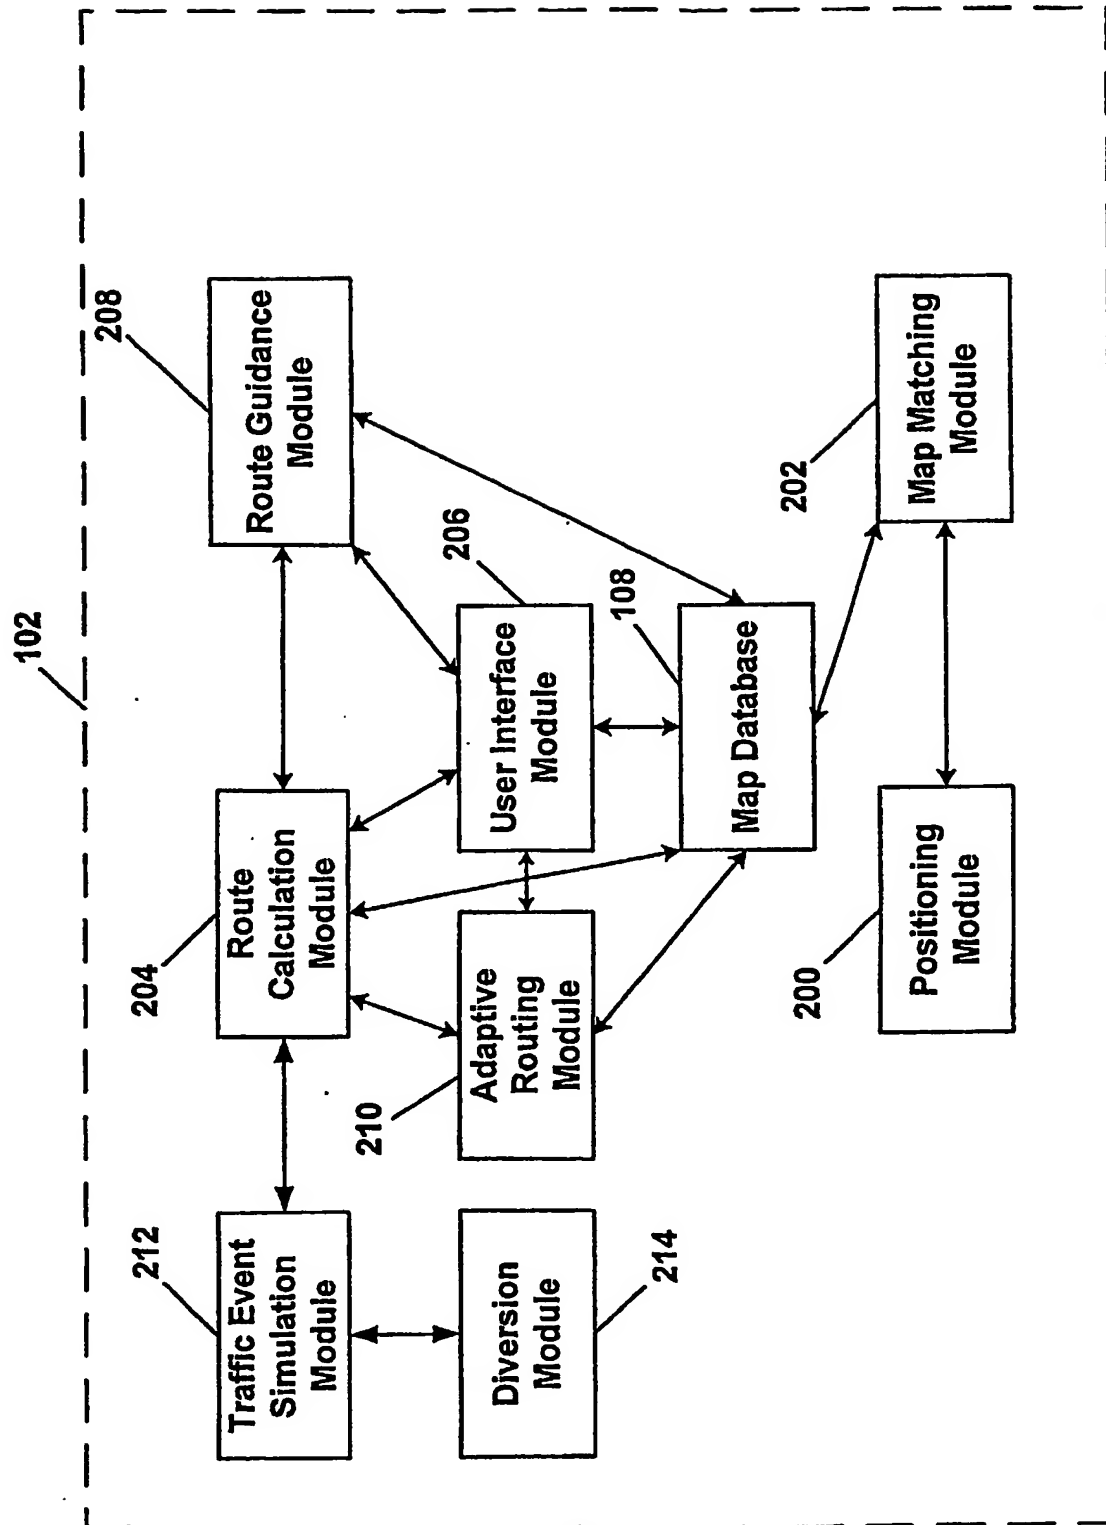 102
212
Traffic Event
Simulation
Module
204
Route
Calculation
Module
208
Route Guidance
Module
214
Diversion
Module
210
Adaptive
Routing
Module
206
User Interface
Module
108
Map Database
200
Positioning
Module
202
Map Matching
Module